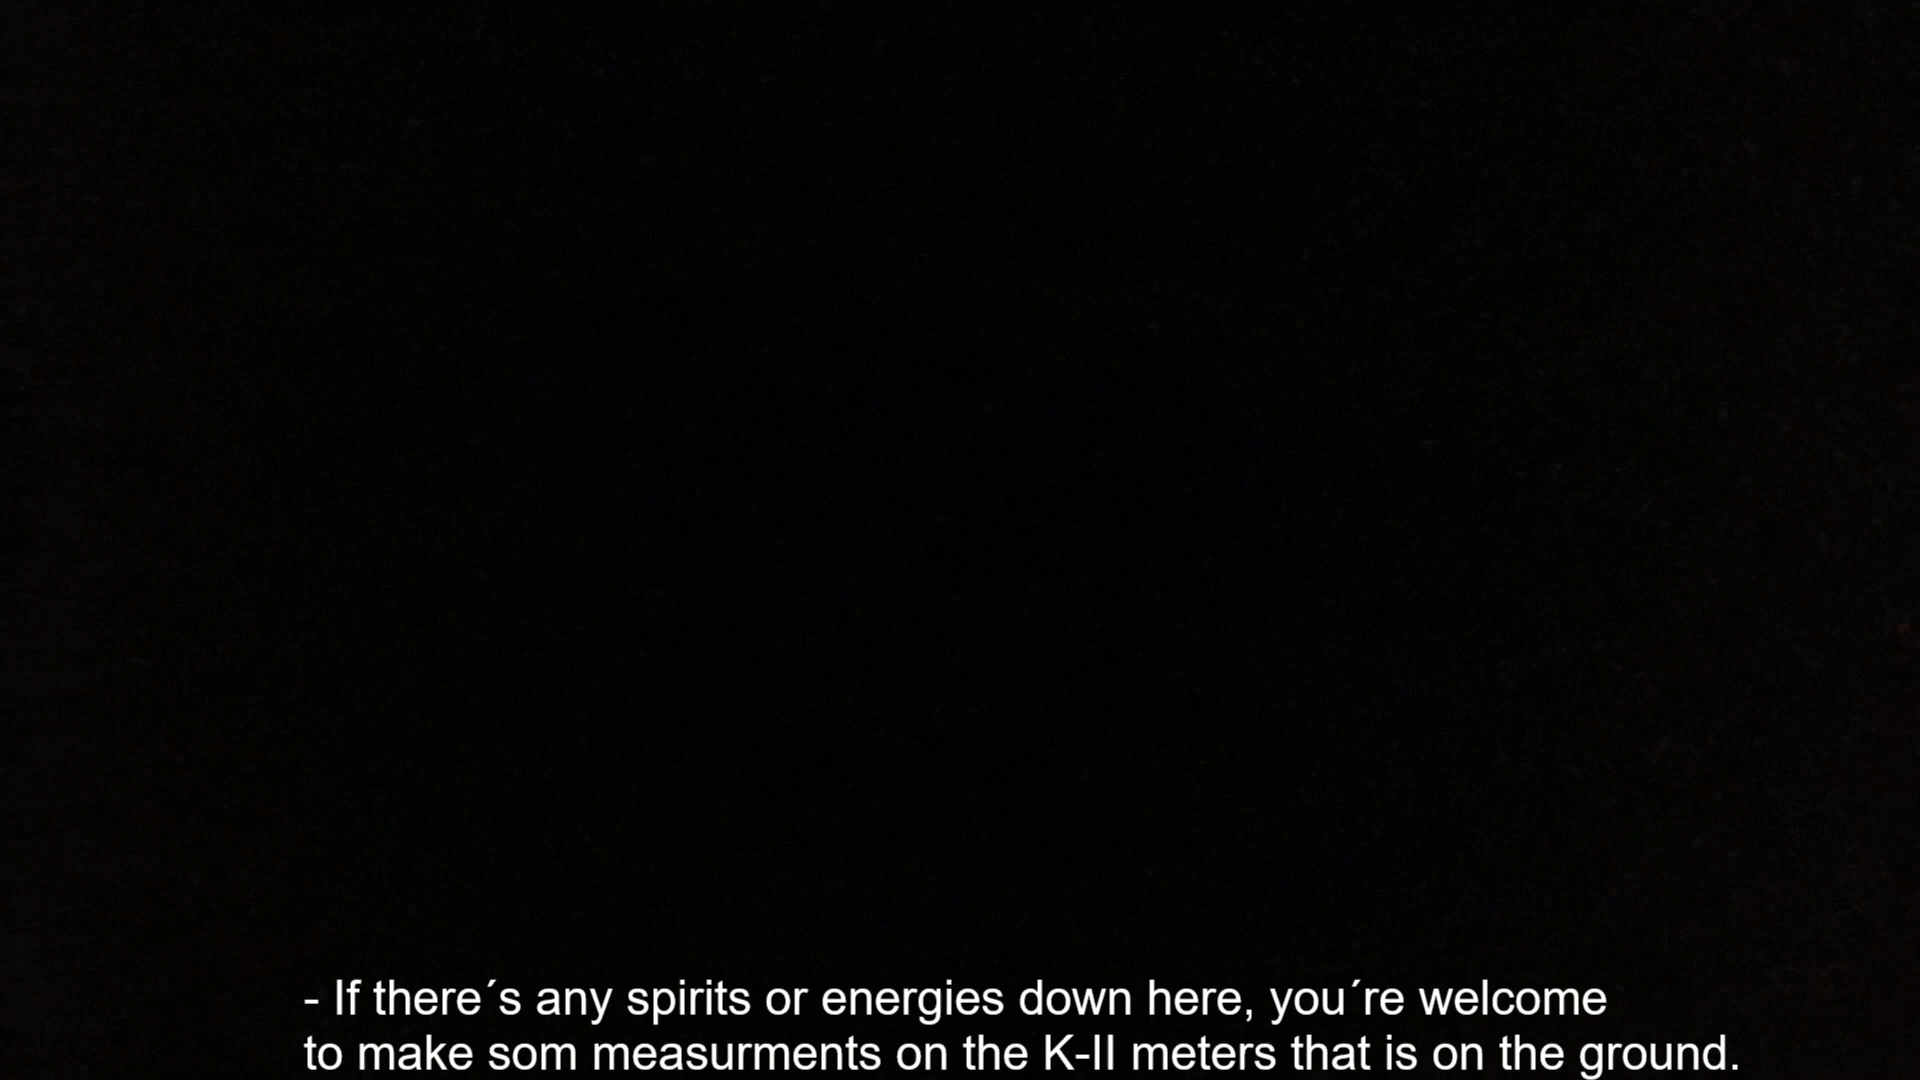 - If there´s any spirits or energies down here, you´re welcome
to make som measurments on the K-II meters that is on the ground.